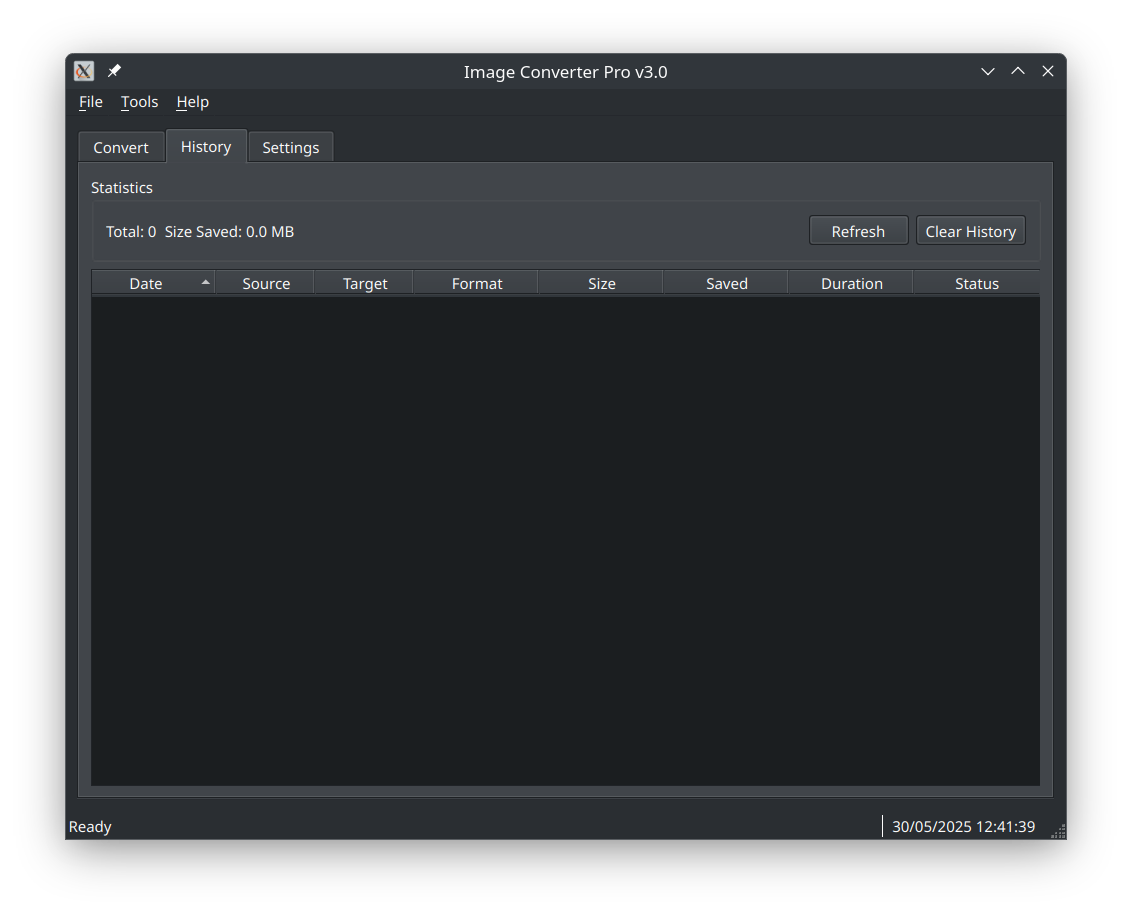 Image Converter Pro v3.0
File Tools Help
Convert History Settings
Statistics
Total: 0 Size Saved: 0.0 MB Refresh Clear History
Date Source Target Format Size Saved Duration Status
Ready 30/05/2025 12:41:39